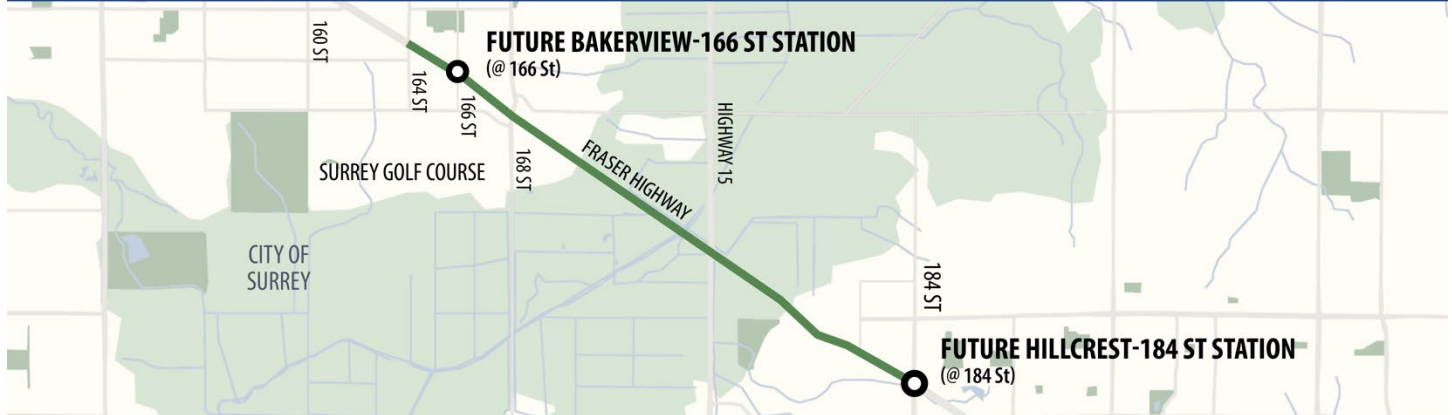 160 ST
FUTURE BAKERVIEW-166 ST STATION
(@ 166 St)
164 ST
166 ST
HIGHWAY 15
168 ST
FRASER HIGHWAY
SURREY GOLF COURSE
CITY OF
SURREY
184 ST
FUTURE HILLCREST-184 ST STATION
(@ 184 St)